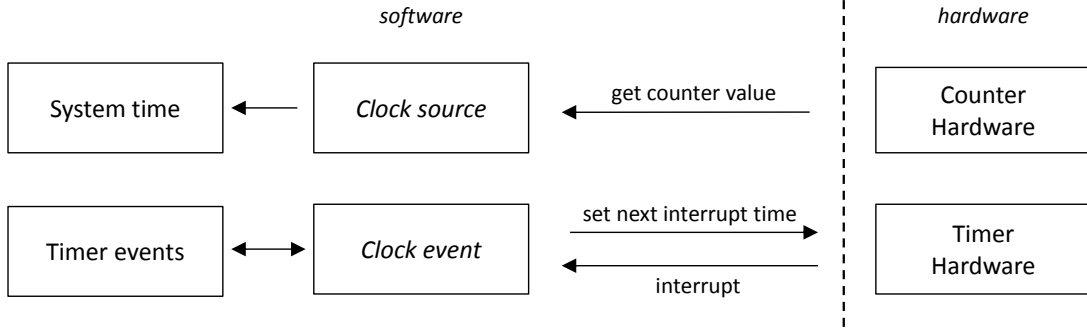 software
hardware
System time
Clock source
get counter value
Counter
Hardware
Timer events
Clock event
set next interrupt time
interrupt
Timer
Hardware